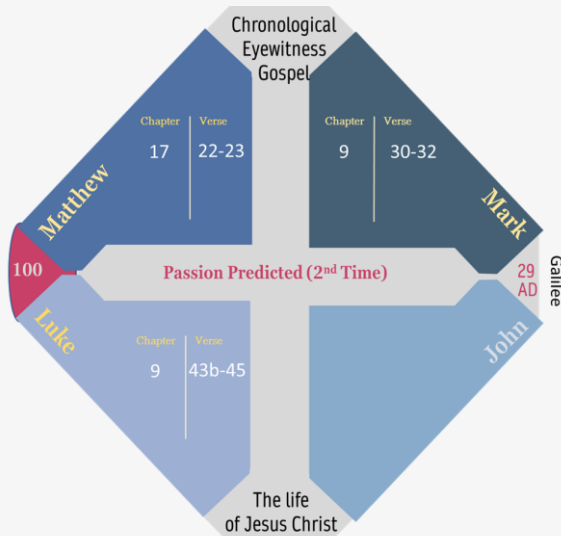 Chronological
Eyewitness
Gospel
Chapter Verse
17 22-23
Matthew
Chapter Verse
9 30-32
Mark
100
Passion Predicted (2nd Time)
29
AD
Galilee
Luke
Chapter Verse
9 43b-45
John
The life
of Jesus Christ